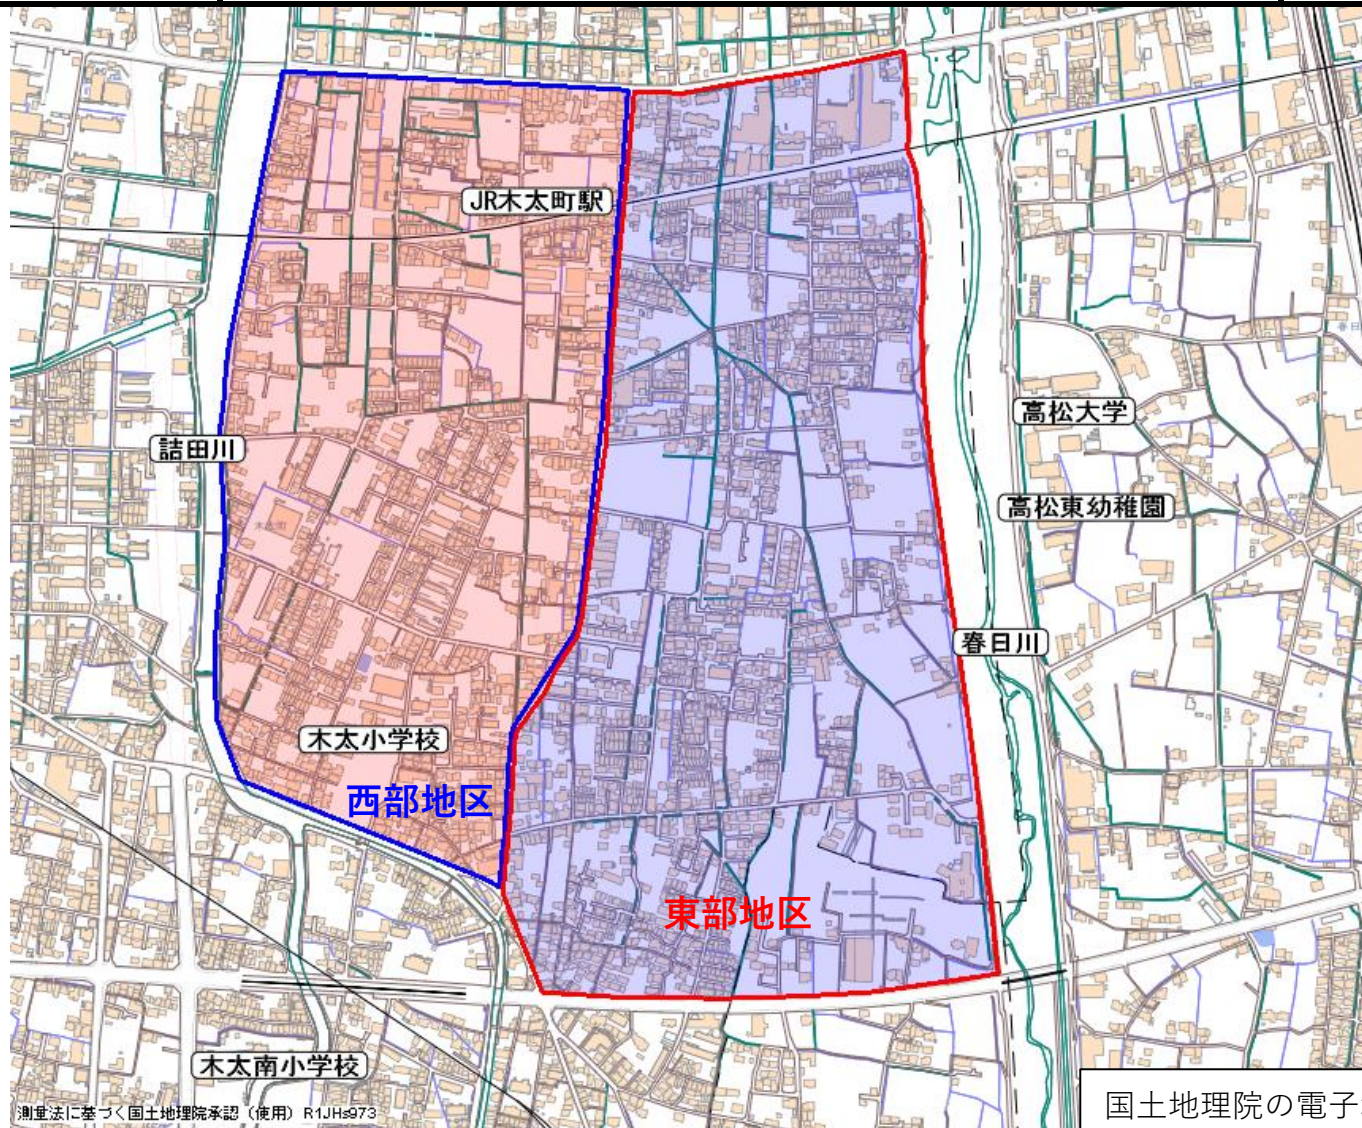 JR木太町駅
高松大学
詰田川
高松東幼稚園
木太町
春日川
木太小学校
西部地区
東部地区
木太南小学校
測量法に基づく国土地理院承認（使用）R1JHs973
国土地理院の電子